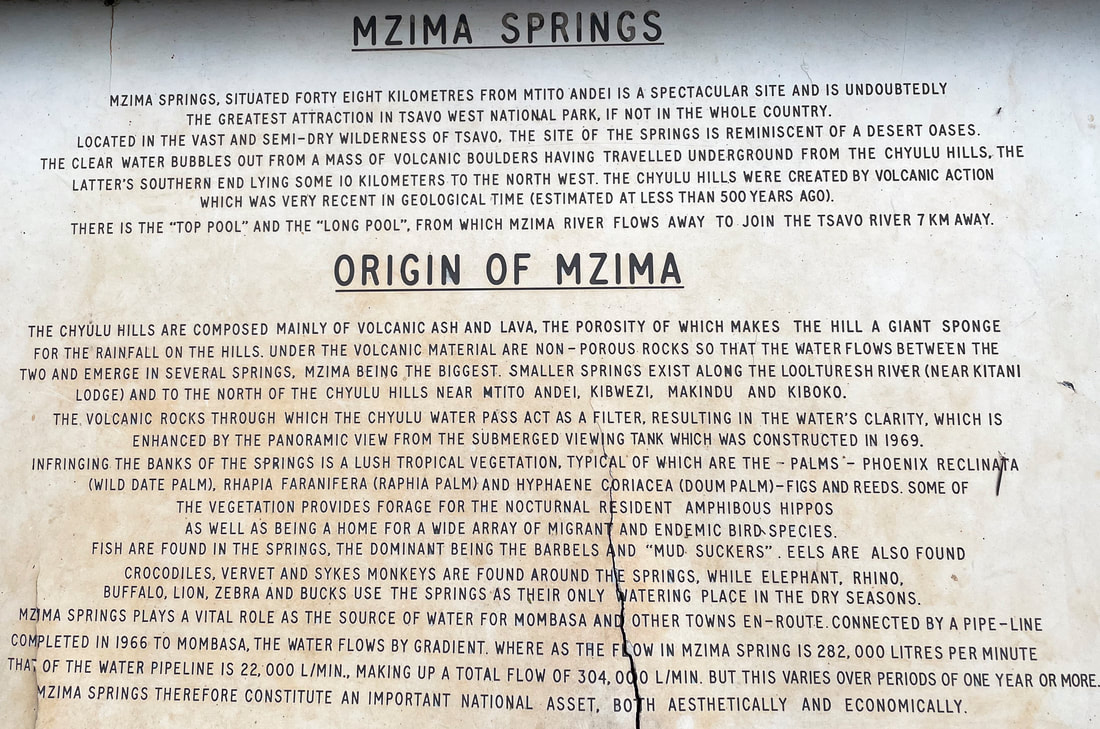 MZIMA SPRINGS
MZIMA SPRINGS, SITUATED FORTY EIGHT KILOMETRES FROM MTITO ANDEI IS A SPECTACULAR SITE AND IS UNDOUBTEDLY
THE GREATEST ATTRACTION IN TSAVO WEST NATIONAL PARK, IF NOT IN THE WHOLE COUNTRY.
LOCATED IN THE VAST AND SEMI-DRY WILDERNESS OF TSAVO, THE SITE OF THE SPRINGS IS REMINISCENT OF A DESERT OASES.
THE CLEAR WATER BUBBLES OUT FROM A MASS OF VOLCANIC BOULDERS HAVING TRAVELLED UNDERGROUND FROM THE CHYULU HILLS, THE
LATTER'S SOUTHERN END LYING SOME 10 KILOMETERS TO THE NORTH WEST. THE CHYULU HILLS WERE CREATED BY VOLCANIC ACTION
WHICH WAS VERY RECENT IN GEOLOGICAL TIME (ESTIMATED AT LESS THAN 500 YEARS AGO).
THERE IS THE "TOP POOL" AND THE "LONG POOL", FROM WHICH MZIMA RIVER FLOWS AWAY TO JOIN THE TSAVO RIVER 7 KM AWAY.
ORIGIN OF MZIMA
THE CHYULU HILLS ARE COMPOSED MAINLY OF VOLCANIC ASH AND LAVA, THE POROSITY OF WHICH MAKES THE HILL A GIANT SPONGE
FOR THE RAINFALL ON THE HILLS. UNDER THE VOLCANIC MATERIAL ARE NON-POROUS ROCKS SO THAT THE WATER FLOWS BETWEEN THE
TWO AND EMERGE IN SEVERAL SPRINGS, MZIMA BEING THE BIGGEST. SMALLER SPRINGS EXIST ALONG THE LOOLTURESH RIVER (NEAR KITANI
LODGE) AND TO THE NORTH OF THE CHYULU HILLS NEAR MTITO ANDEI, KIBWEZI, MAKINDU AND KIBOKO.
THE VOLCANIC ROCKS THROUGH WHICH THE CHYULU WATER PASS ACT AS A FILTER, RESULTING IN THE WATER'S CLARITY, WHICH IS
ENHANCED BY THE PANORAMIC VIEW FROM THE SUBMERGED VIEWING TANK WHICH WAS CONSTRUCTED IN 1969.
INFRINGING THE BANKS OF THE SPRINGS IS A LUSH TROPICAL VEGETATION, TYPICAL OF WHICH ARE THE - PALMS - PHOENIX RECLINATA
(WILD DATE PALM), RHAPIA FARANIFERA (RAPHIA PALM) AND HYPHAENE CORIACEA (DOUM PALM)-FIGS AND REEDS. SOME OF
THE VEGETATION PROVIDES FORAGE FOR THE NOCTURNAL RESIDENT AMPHIBOUS HIPPOS
AS WELL AS BEING A HOME FOR A WIDE ARRAY OF MIGRANT AND ENDEMIC BIRD SPECIES.
FISH ARE FOUND IN THE SPRINGS, THE DOMINANT BEING THE BARBELS AND "MUD SUCKERS". EELS ARE ALSO FOUND
CROCODILES, VERVET AND SYKES MONKEYS ARE FOUND AROUND THE SPRINGS, WHILE ELEPHANT, RHINO,
BUFFALO, LION, ZEBRA AND BUCKS USE THE SPRINGS AS THEIR ONLY WATERING PLACE IN THE DRY SEASONS.
MZIMA SPRINGS PLAYS A VITAL ROLE AS THE SOURCE OF WATER FOR MOMBASA AND OTHER TOWNS EN-ROUTE. CONNECTED BY A PIPE-LINE
COMPLETED IN 1966 TO MOMBASA, THE WATER FLOWS BY GRADIENT. WHERE AS THE FLOW IN MZIMA SPRING IS 282,000 LITRES PER MINUTE
THAT OF THE WATER PIPELINE IS 22,000 L/MIN., MAKING UP A TOTAL FLOW OF 304,000 L/MIN. BUT THIS VARIES OVER PERIODS OF ONE YEAR OR MORE.
MZIMA SPRINGS THEREFORE CONSTITUTE AN IMPORTANT NATIONAL ASSET, BOTH AESTHETICALLY AND ECONOMICALLY.